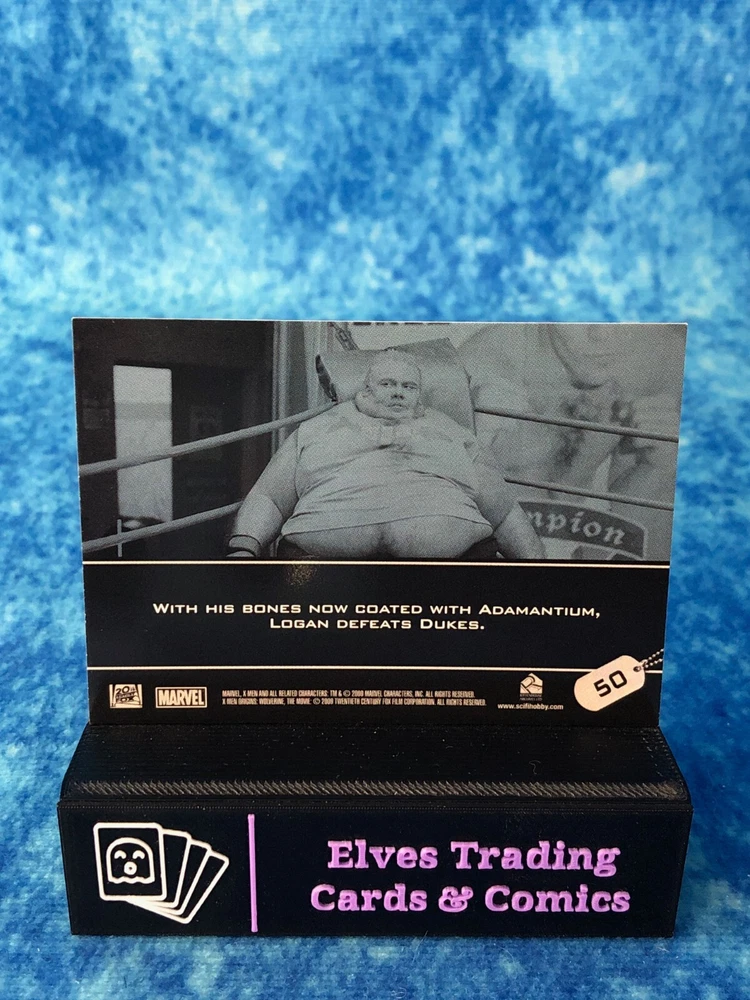 mpion
WITH HIS BONES NOW COATED WITH ADAMANTIUM,
LOGAN DEFEATS DUKES.
20th
CENTURY
FOX
MARVEL
MARVEL, X MEN AND ALL RELATED CHARACTERS: TM & © 2009 MARVEL CHARACTERS, INC. ALL RIGHTS RESERVED.
X MEN ORIGINS: WOLVERINE, THE MOVIE: © 2009 TWENTIETH CENTURY FOX FILM CORPORATION. ALL RIGHTS RESERVED.
www.scifihobby.com
50
Elves Trading
Cards & Comics